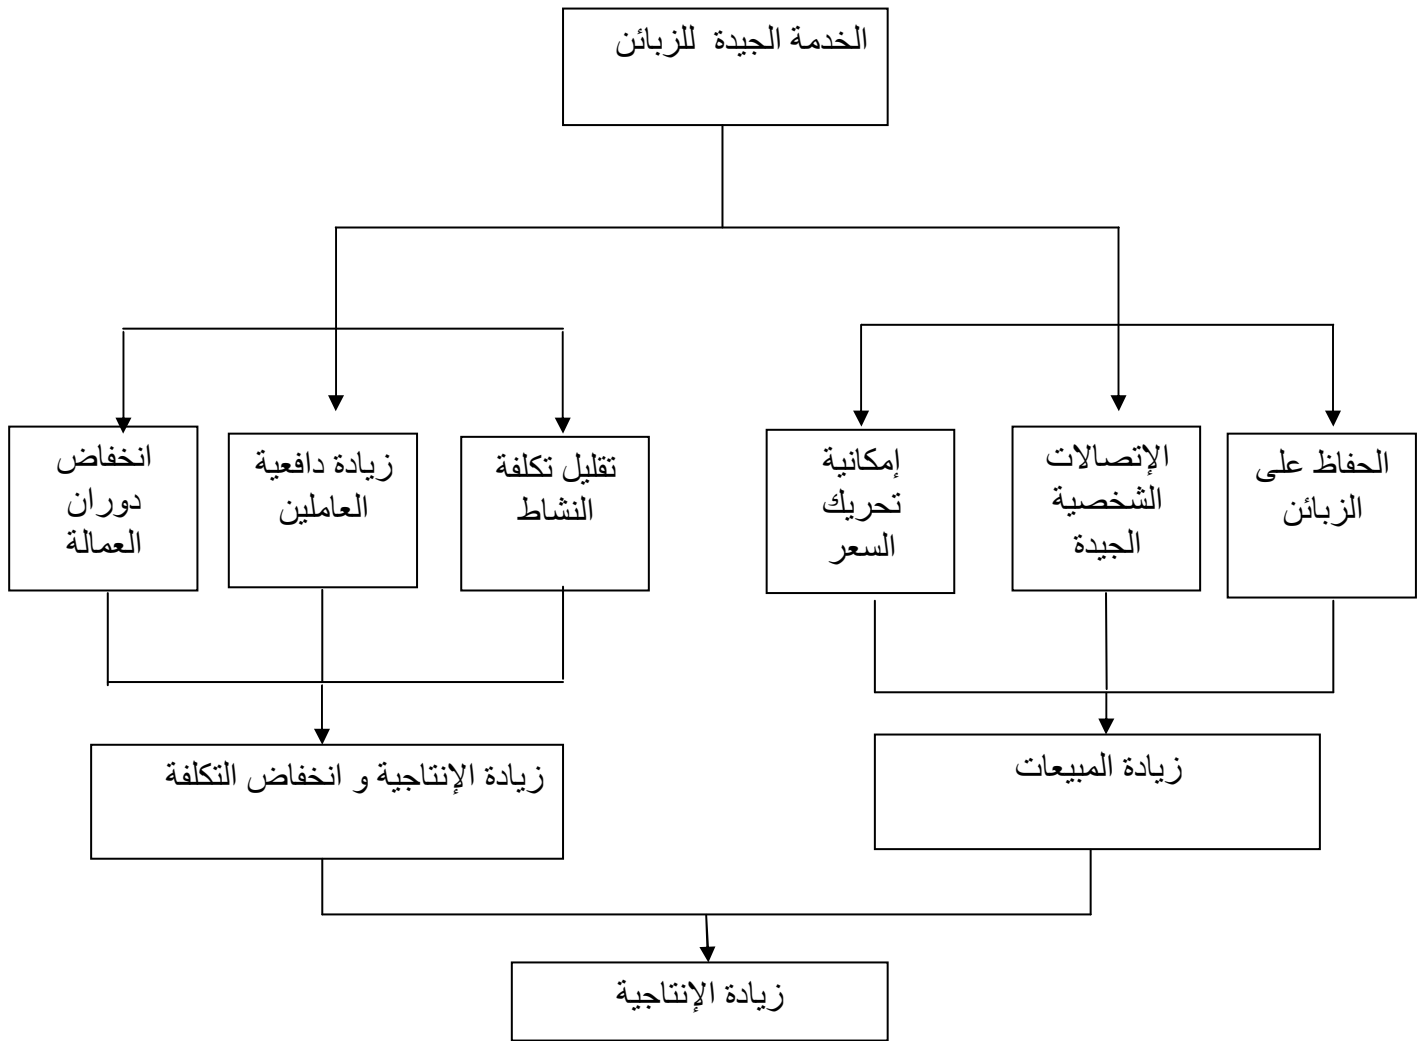 الخدمة الجيدة للزبائن
الحفاظ على
الزبائن
الإتصالات
الشخصية
الجيدة
إمكانية
تحريك
السعر
تقليل تكلفة
النشاط
زيادة دافعية
العاملين
انخفاض
دوران
العمالة
زيادة المبيعات
زيادة الإنتاجية و انخفاض التكلفة
زيادة الإنتاجية